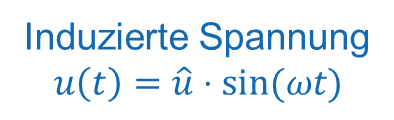 Induzierte Spannung
u(t) = û · sin(ωt)